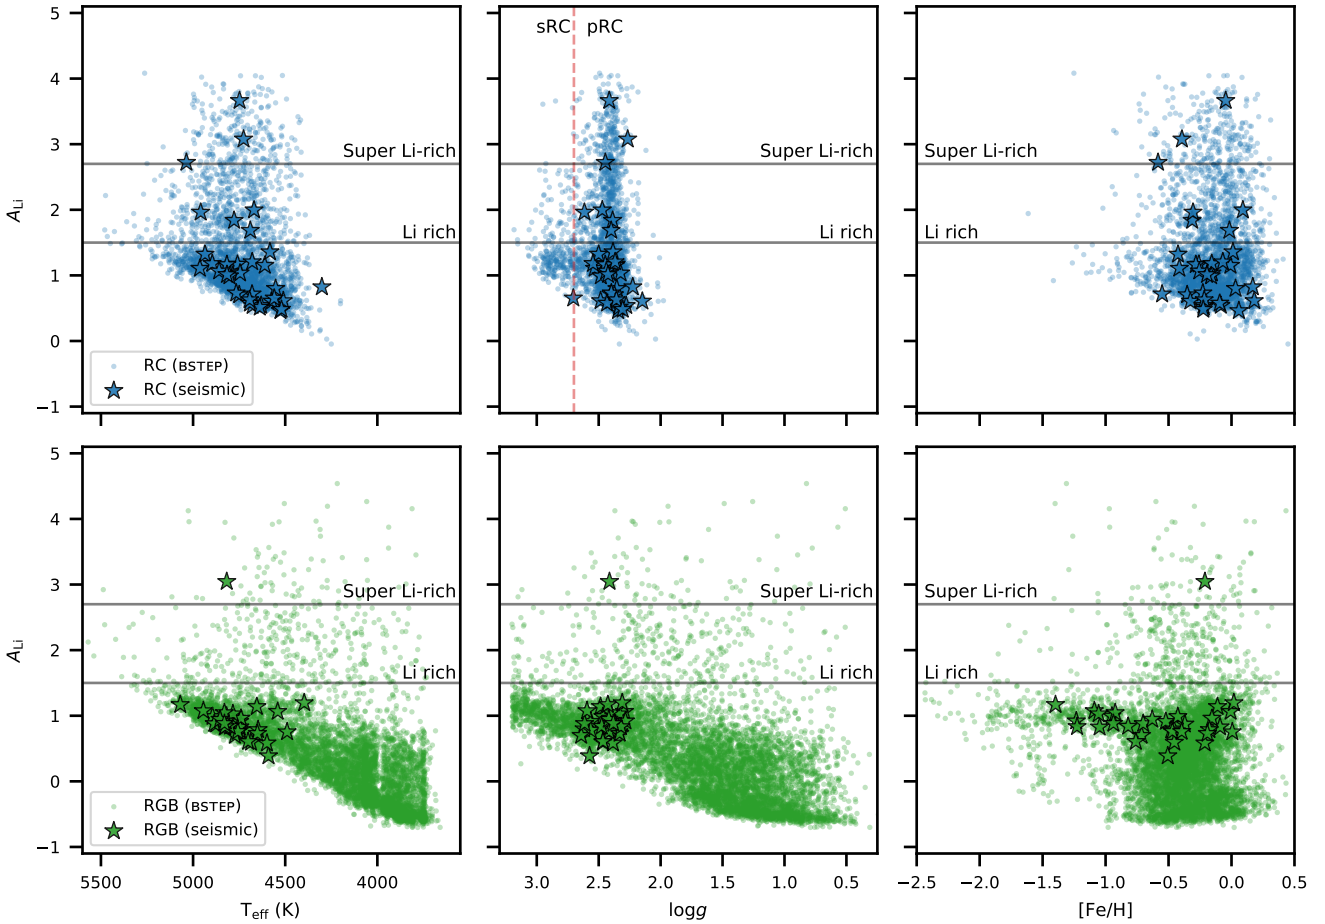 5
4
3
2
1
0
−1
A_Li
Super Li-rich
Li rich
RC (ʙsᴛᴇᴘ)
RC (seismic)
sRC
pRC
Super Li-rich
Li rich
Super Li-rich
Li rich
5
4
3
2
1
0
−1
A_Li
Super Li-rich
Li rich
RGB (ʙsᴛᴇᴘ)
RGB (seismic)
5500 5000 4500 4000
T_eff (K)
Super Li-rich
Li rich
3.0 2.5 2.0 1.5 1.0 0.5
logg
Super Li-rich
Li rich
−2.5 −2.0 −1.5 −1.0 −0.5 0.0 0.5
[Fe/H]